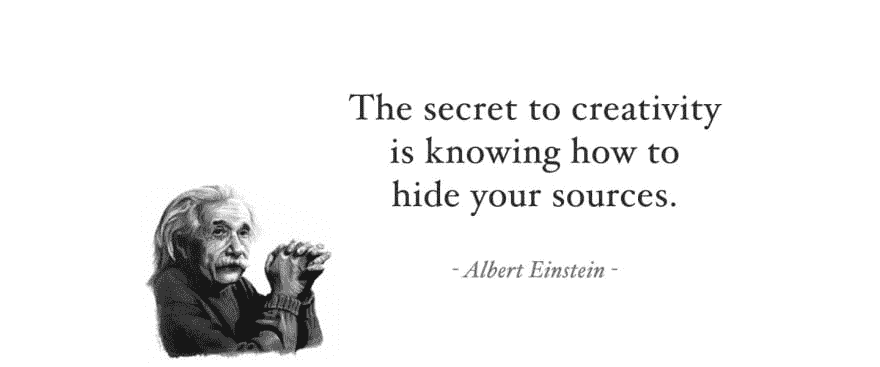 The secret to creativity
is knowing how to
hide your sources.
- Albert Einstein -